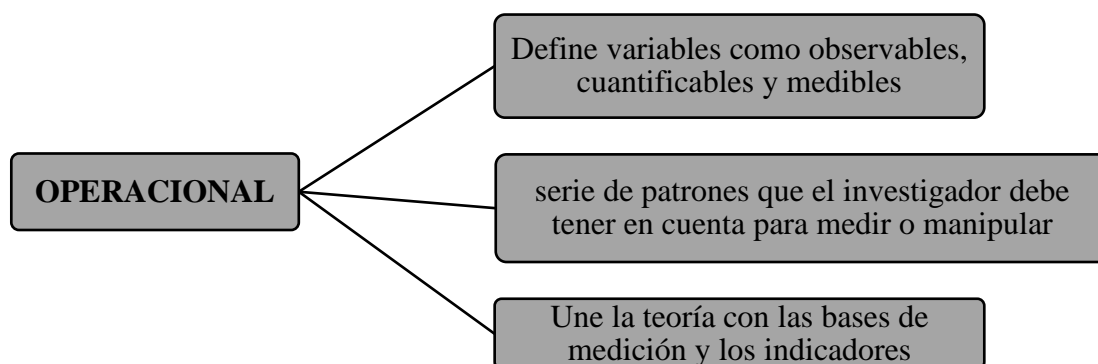 Define variables como observables,
cuantificables y medibles
OPERACIONAL
serie de patrones que el investigador debe
tener en cuenta para medir o manipular
Une la teoría con las bases de
medición y los indicadores